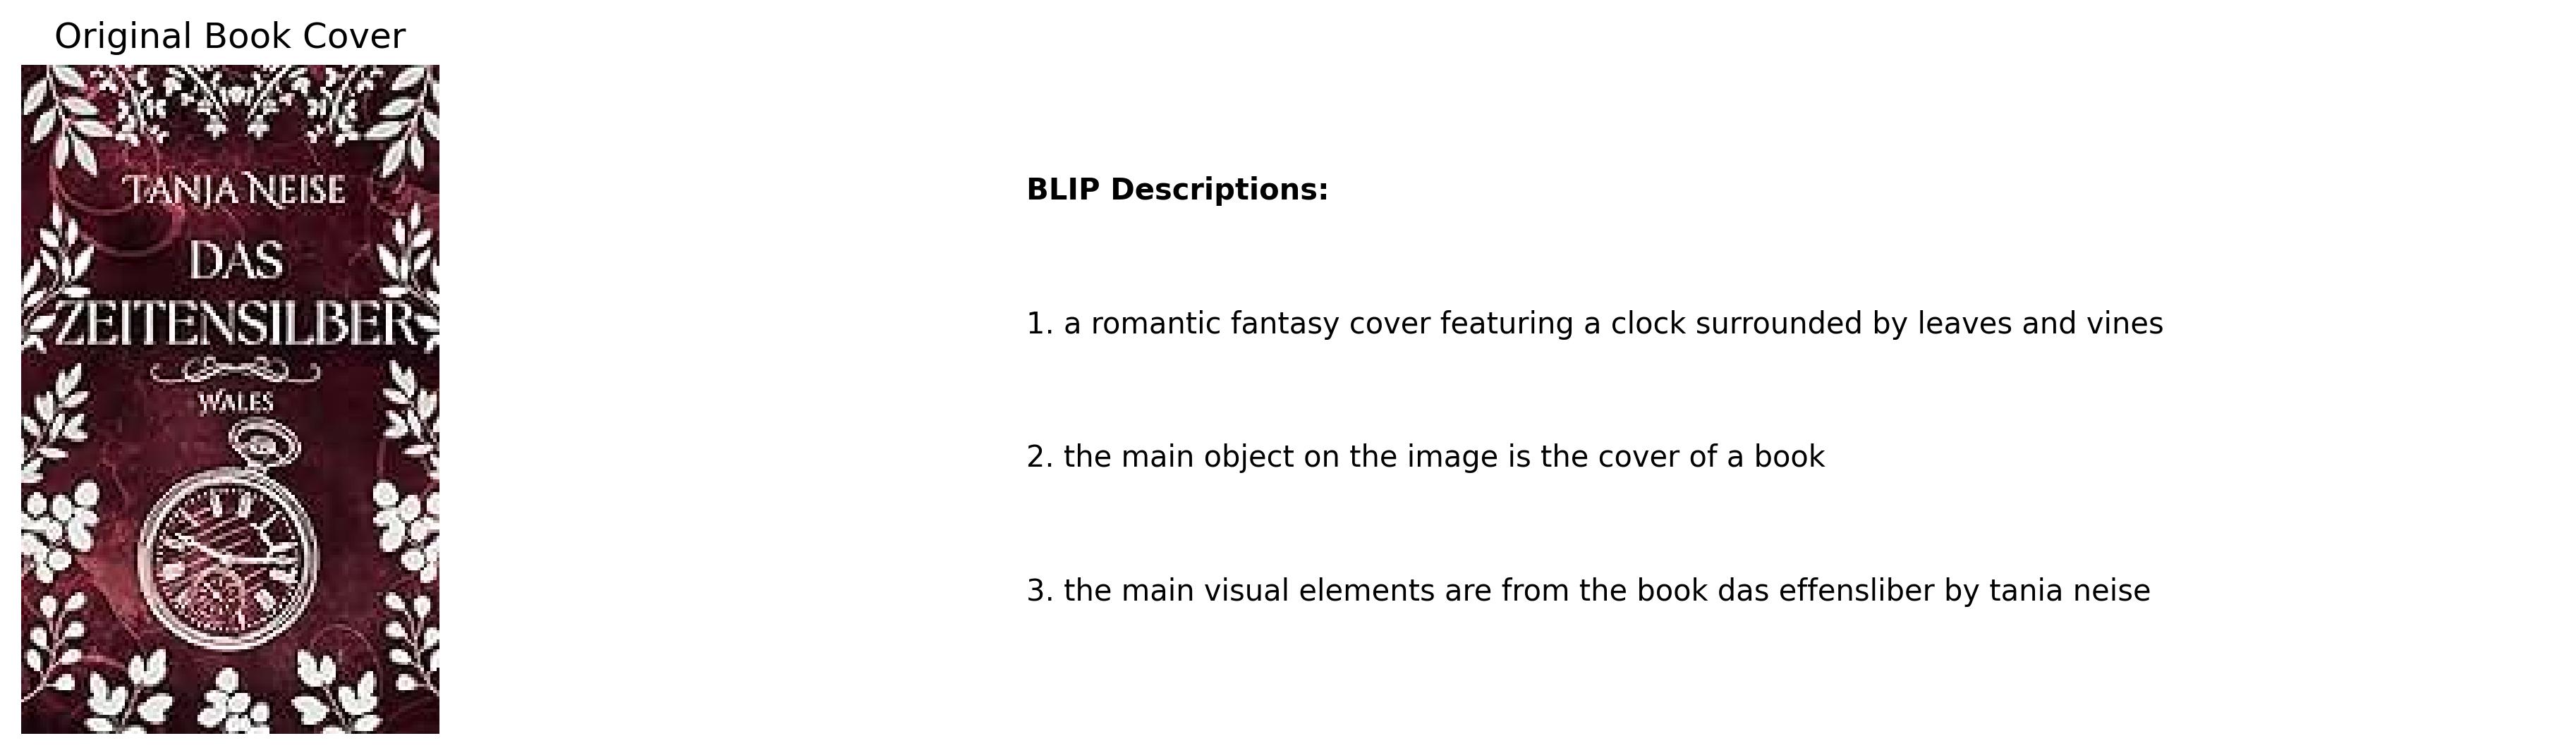 Original Book Cover
TANJA NEISE
DAS
ZEITENSILBER
WALES
BLIP Descriptions:
1. a romantic fantasy cover featuring a clock surrounded by leaves and vines
2. the main object on the image is the cover of a book
3. the main visual elements are from the book das effensliber by tania neise